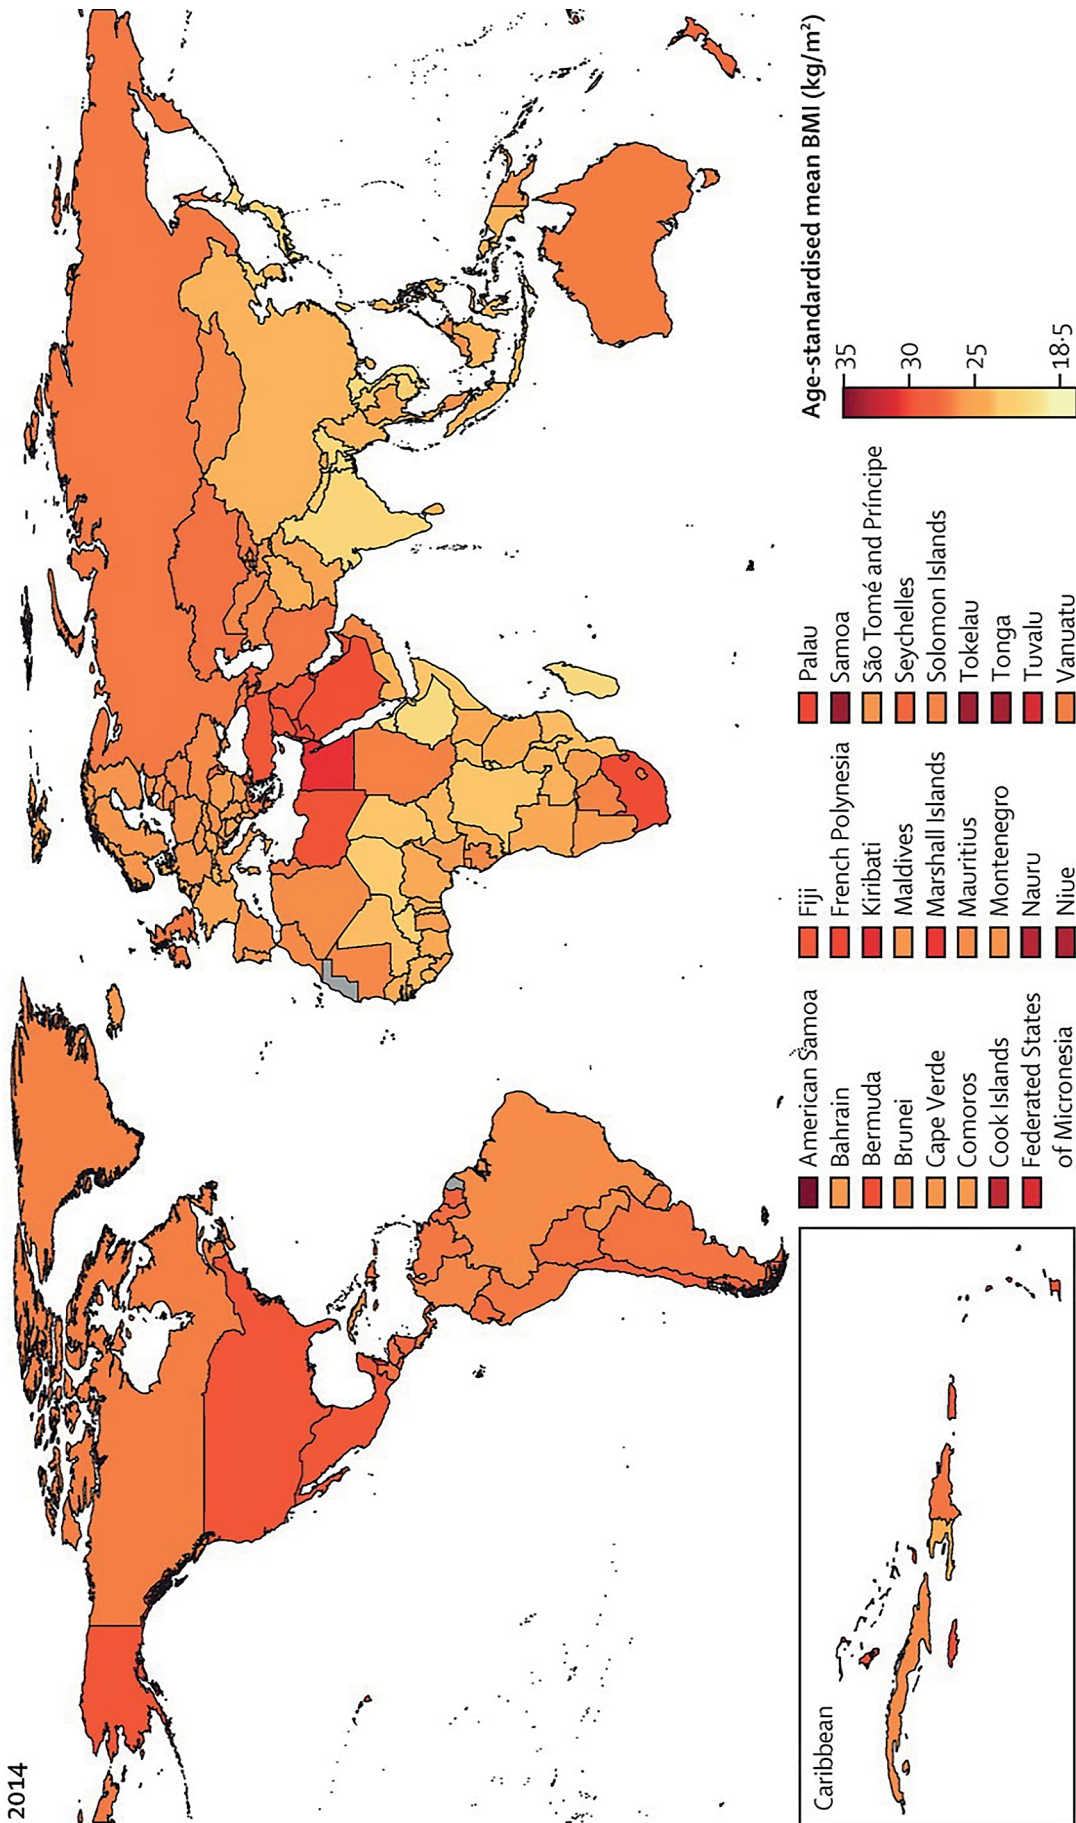 2014
Caribbean
American Samoa
Bahrain
Bermuda
Brunei
Cape Verde
Comoros
Cook Islands
Federated States
of Micronesia
Fiji
French Polynesia
Kiribati
Maldives
Marshall Islands
Mauritius
Montenegro
Nauru
Niue
Palau
Samoa
São Tomé and Príncipe
Seychelles
Solomon Islands
Tokelau
Tonga
Tuvalu
Vanuatu
Age-standardised mean BMI (kg/m²)
35
30
25
18·5